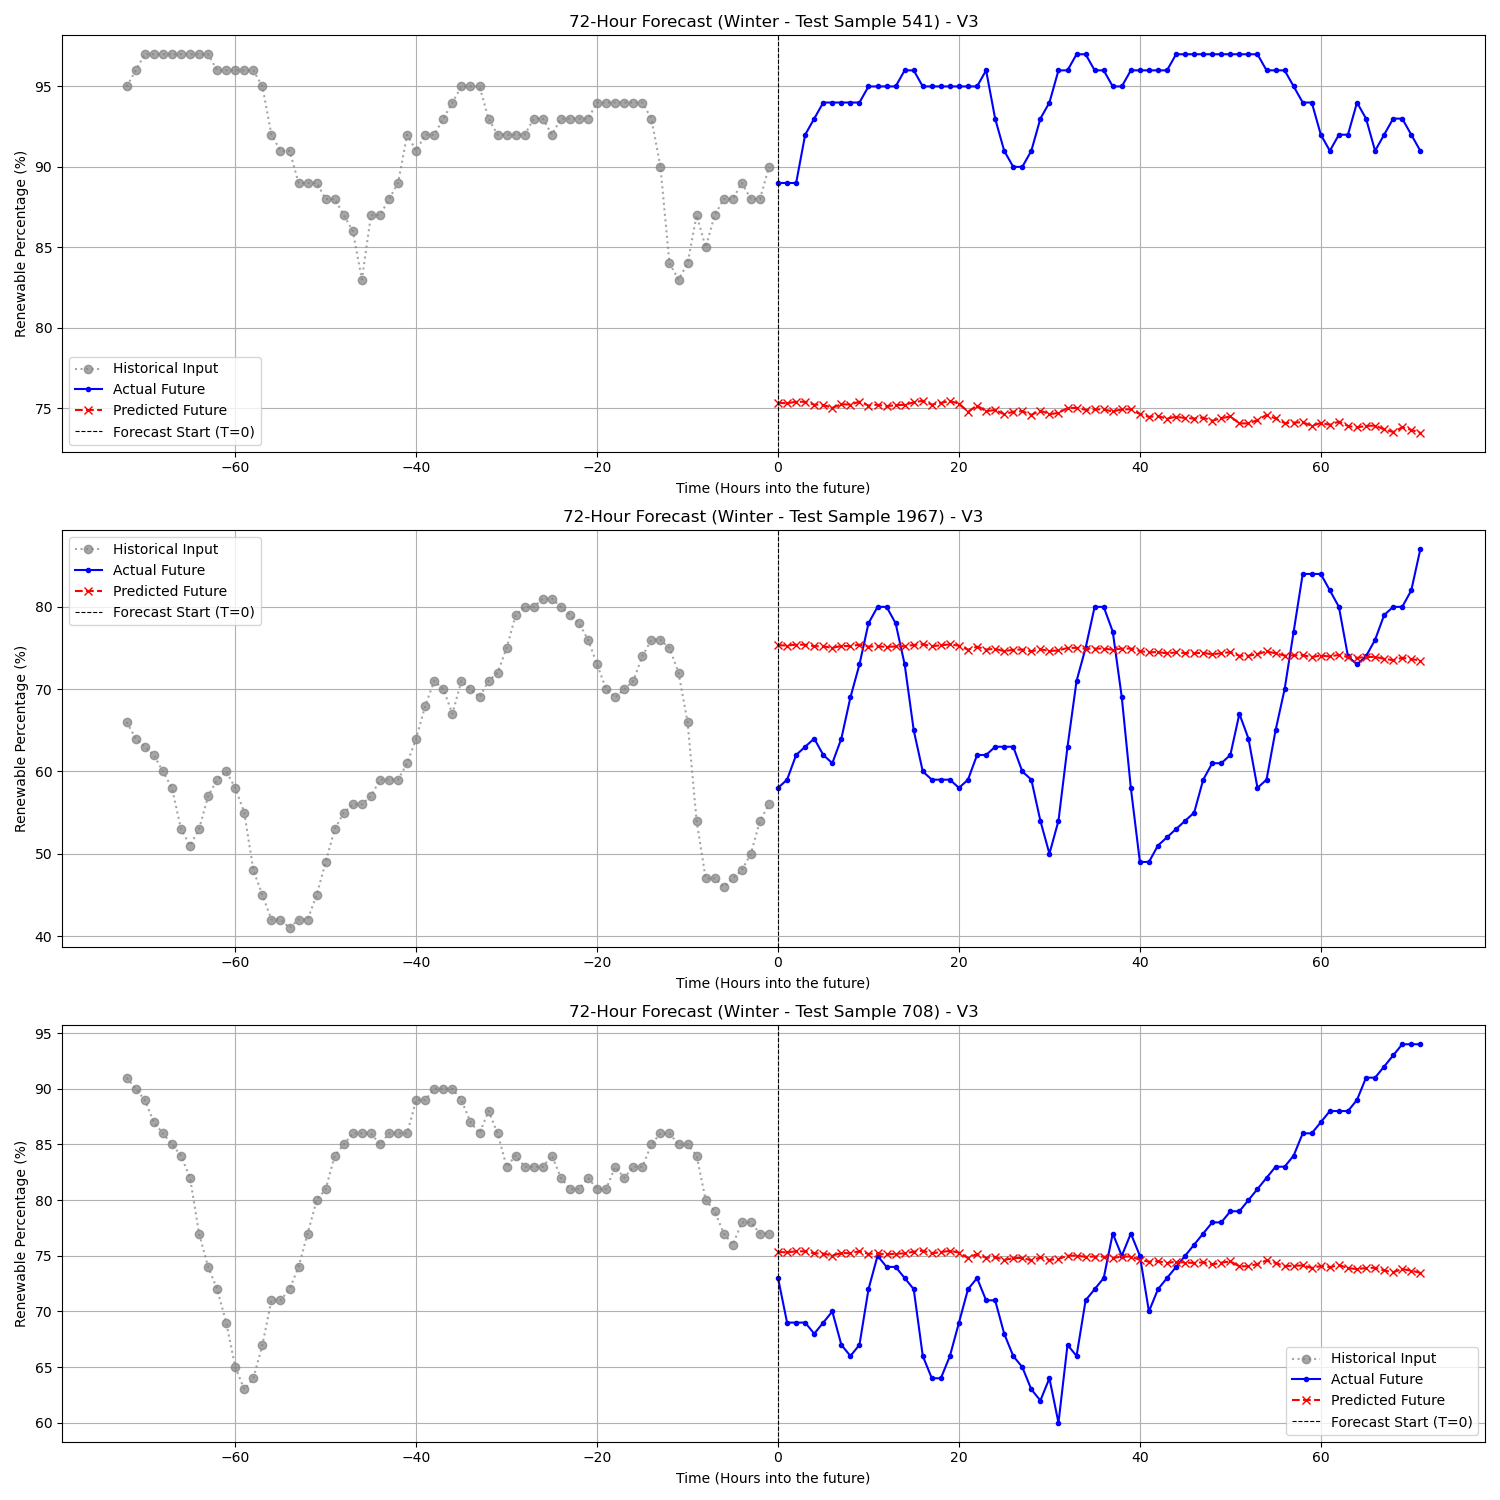 72-Hour Forecast (Winter - Test Sample 541) - V3
Renewable Percentage (%)
95
90
85
80
75
Historical Input
Actual Future
Predicted Future
Forecast Start (T=0)
−60
−40
−20
0
20
40
60
Time (Hours into the future)
72-Hour Forecast (Winter - Test Sample 1967) - V3
Renewable Percentage (%)
Historical Input
Actual Future
Predicted Future
Forecast Start (T=0)
80
70
60
50
40
−60
−40
−20
0
20
40
60
Time (Hours into the future)
72-Hour Forecast (Winter - Test Sample 708) - V3
Renewable Percentage (%)
95
90
85
80
75
70
65
60
Historical Input
Actual Future
Predicted Future
Forecast Start (T=0)
−60
−40
−20
0
20
40
60
Time (Hours into the future)